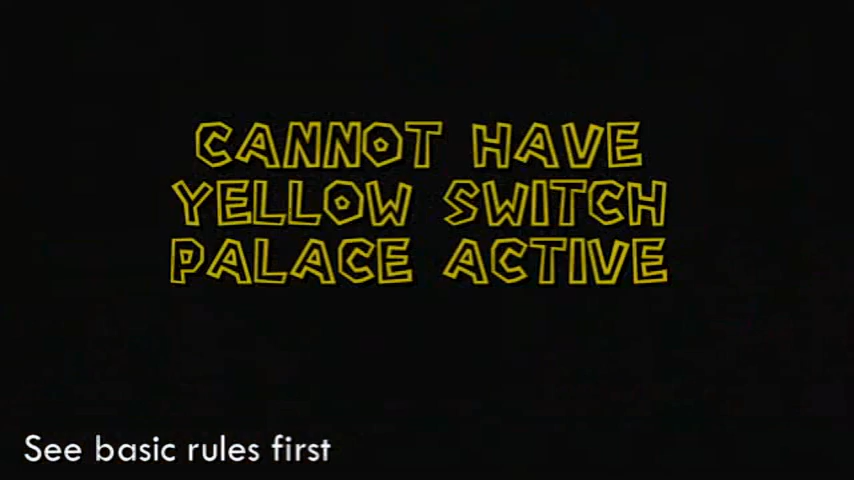 CANNOT HAVE
YELLOW SWITCH
PALACE ACTIVE
See basic rules first